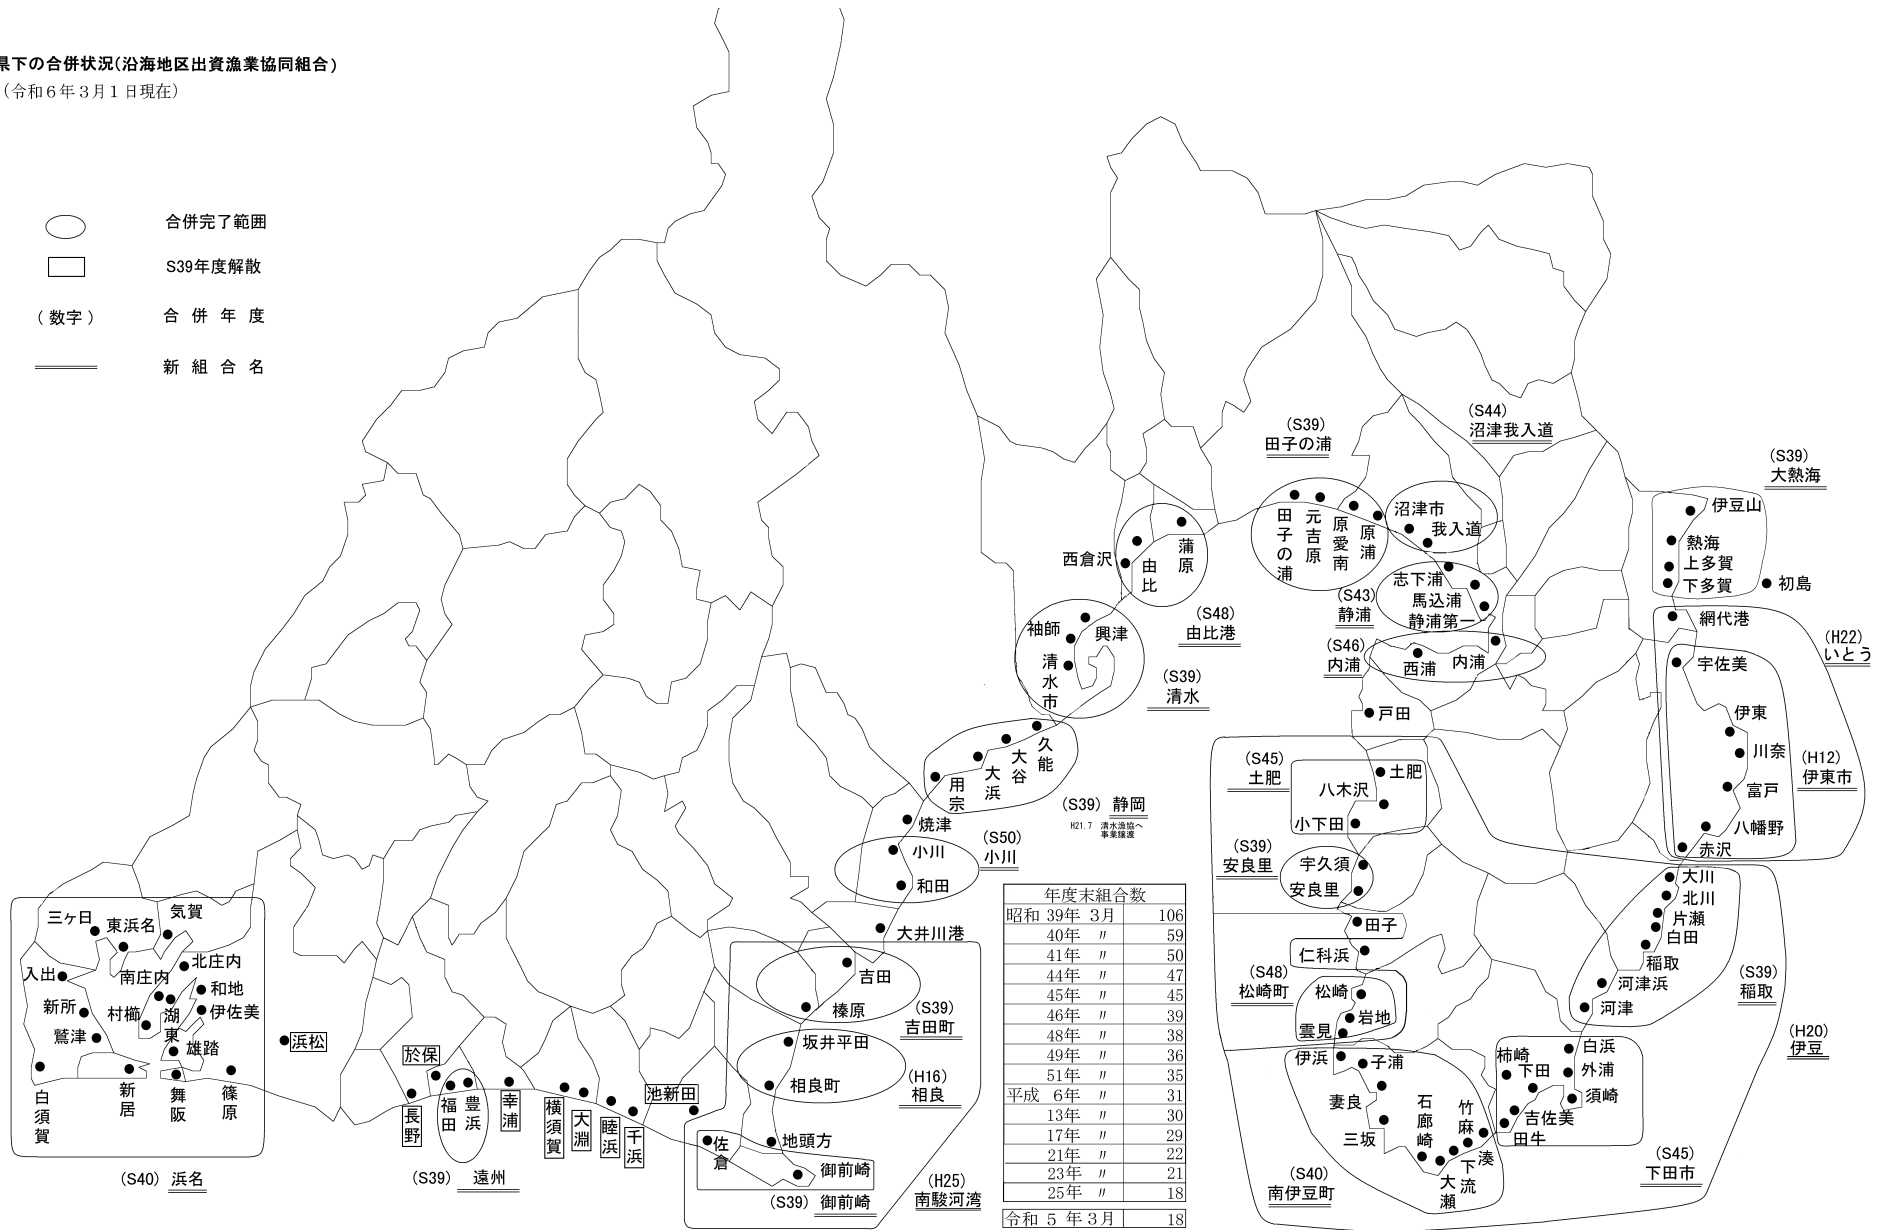 県下の合併状況(沿海地区出資漁業協同組合)
(令和6年3月1日現在)
合併完了範囲
S39年度解散
(数字)
合併年度
新組合名
(S39)
田子の浦
(S44)
沼津我入道
(S39)
大熱海
田子の浦
元吉原
原愛南
原浦
沼津市
我入道
伊豆山
熱海
上多賀
下多賀
初島
西倉沢
由比
蒲原
(S48)
由比港
志下浦
馬込浦
静浦第一
(S43)
静浦
(S46)
内浦
西浦
内浦
網代港
(H22)
いとう
袖師
興津
清水市
(S39)
清水
宇佐美
伊東
川奈
富戸
八幡野
赤沢
(H12)
伊東市
戸田
久能
大谷
大浜
用宗
(S39) 静岡
H21.7 清水漁協へ
事業譲渡
(S45)
土肥
土肥
八木沢
小下田
焼津
小川
和田
(S50)
小川
(S39)
安良里
宇久須
安良里
田子
仁科浜
(S48)
松崎町
松崎
岩地
雲見
大川
北川
片瀬
白田
稲取
河津浜
河津
(S39)
稲取
(H20)
伊豆
大井川港
吉田
榛原
(S39)
吉田町
坂井平田
相良町
(H16)
相良
地頭方
佐倉
御前崎
(S39) 御前崎
(H25)
南駿河湾
三ヶ日
東浜名
気賀
入出
南庄内
北庄内
和地
伊佐美
新所
村櫛
湖東
鷲津
雄踏
白須賀
新居
舞阪
篠原
(S40) 浜名
浜松
於保
長野
福田
豊浜
(S39) 遠州
幸浦
横須賀
大淵
睦浜
千浜
池新田
伊浜
子浦
妻良
三坂
石廊崎
大瀬
下流
竹麻
湊
(S40)
南伊豆町
柿崎
下田
白浜
外浦
須崎
吉佐美
田牛
(S45)
下田市
年度末組合数
昭和 39年 3月 106
40年 〃 59
41年 〃 50
44年 〃 47
45年 〃 45
46年 〃 39
48年 〃 38
49年 〃 36
51年 〃 35
平成 6年 〃 31
13年 〃 30
17年 〃 29
21年 〃 22
23年 〃 21
25年 〃 18
令和 5 年3月 18